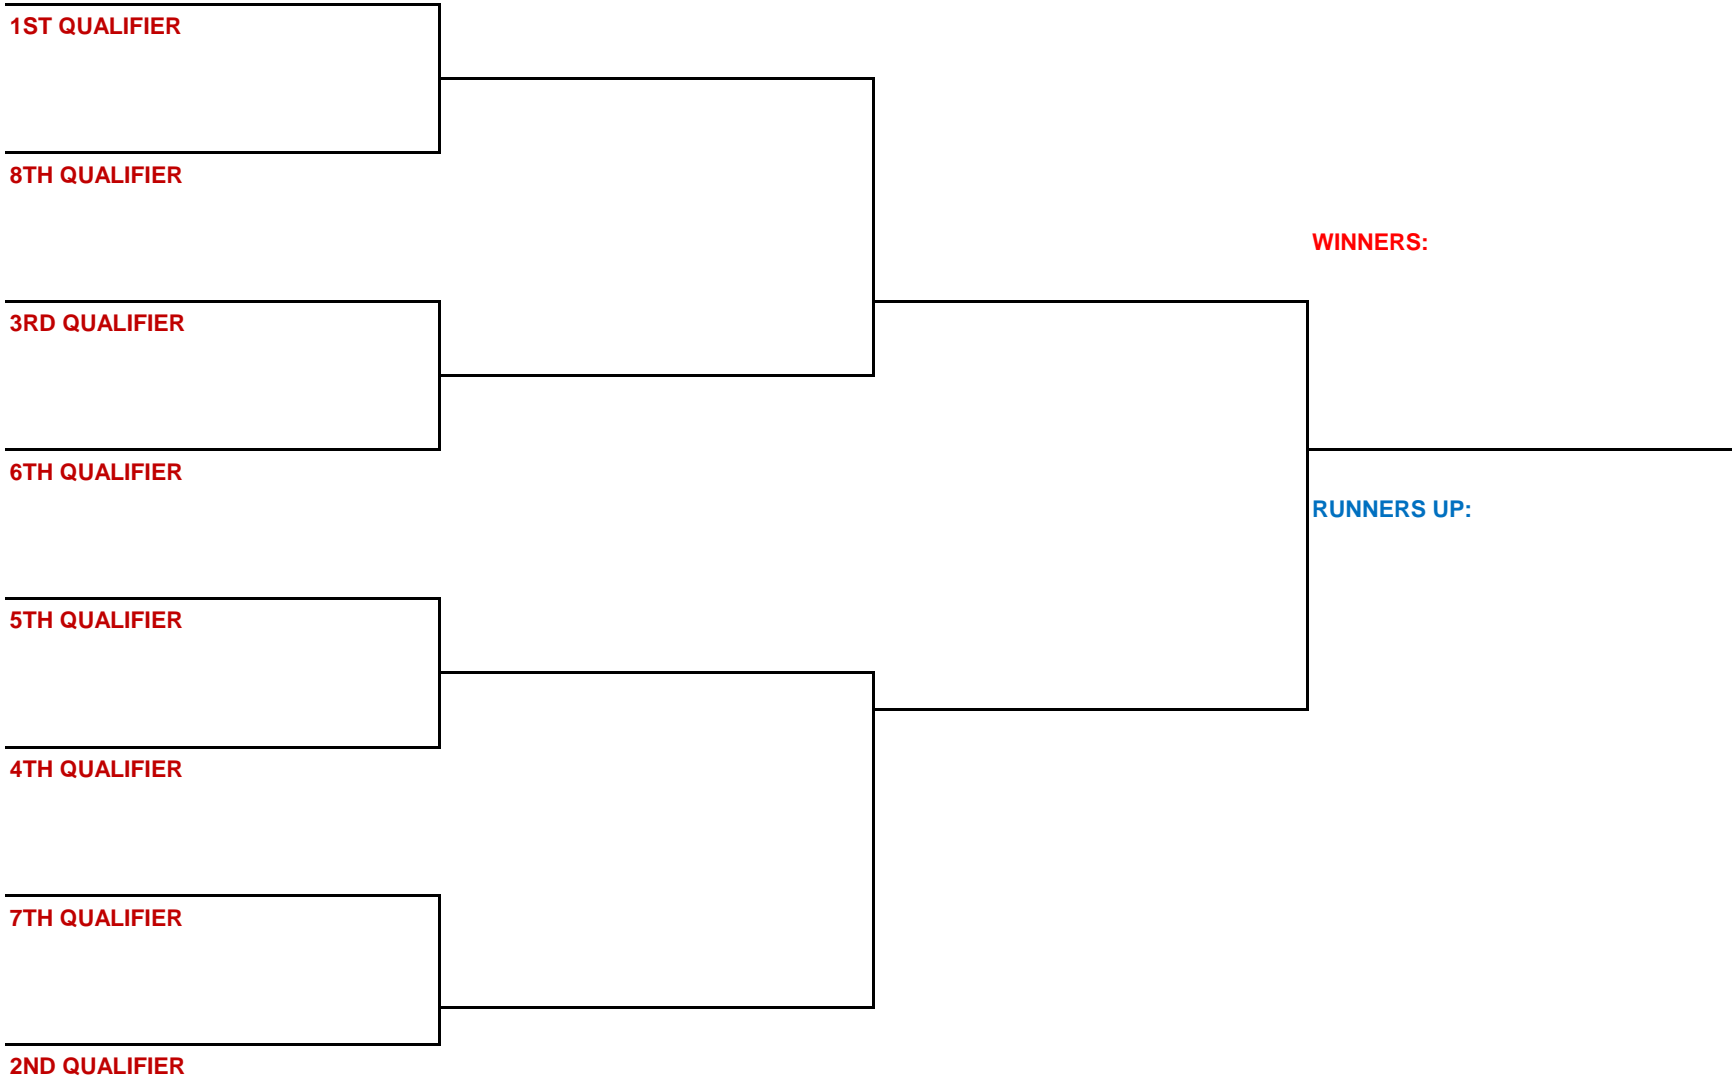 1ST QUALIFIER
8TH QUALIFIER
WINNERS:
3RD QUALIFIER
6TH QUALIFIER
RUNNERS UP:
5TH QUALIFIER
4TH QUALIFIER
7TH QUALIFIER
2ND QUALIFIER